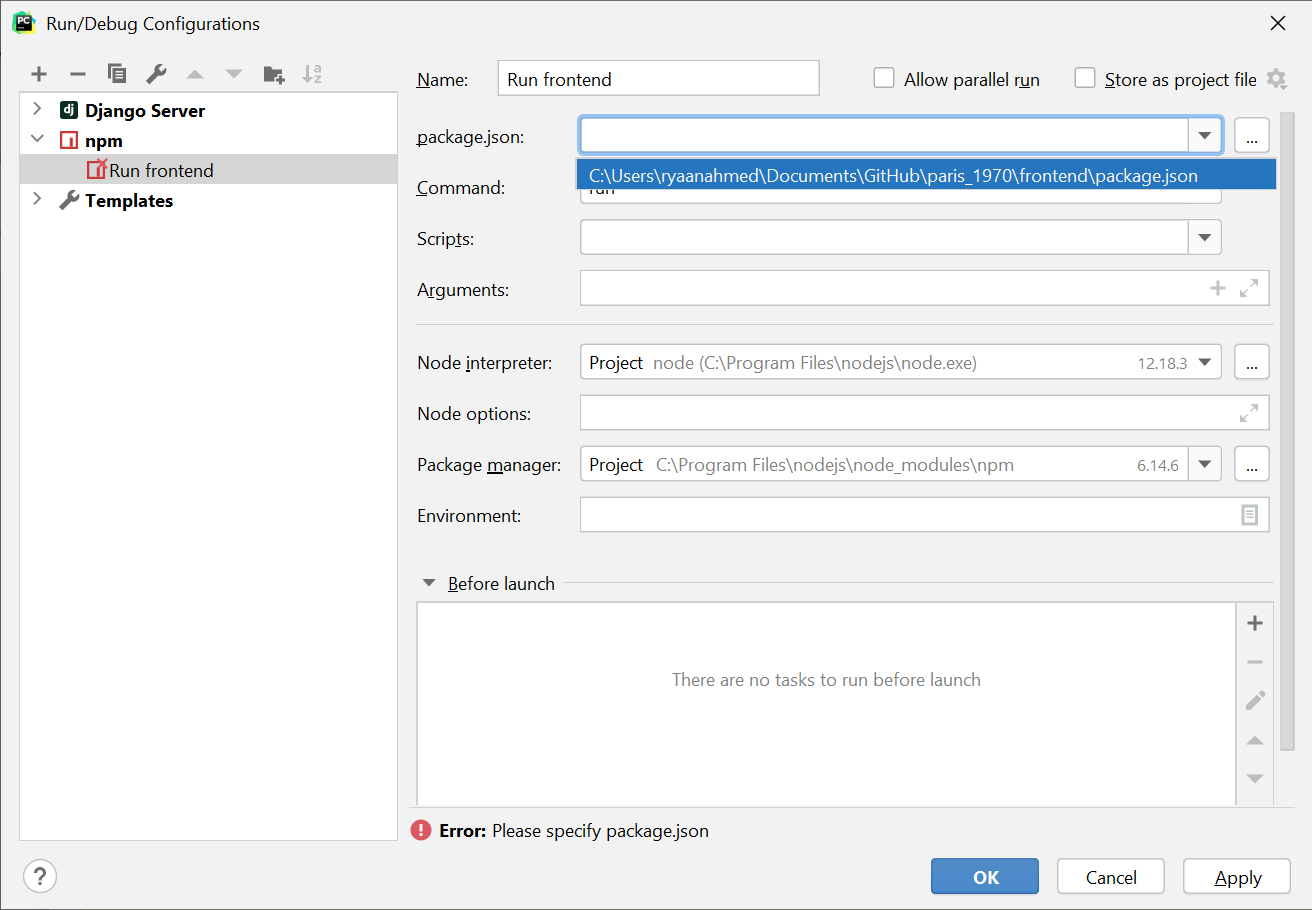 Run/Debug Configurations
Name: Run frontend Allow parallel run Store as project file
Django Server
npm
Run frontend
Templates
package.json: ...
C:\Users\ryaanahmed\Documents\GitHub\paris_1970\frontend\package.json
Command: run
Scripts:
Arguments:
Node interpreter: Project node (C:\Program Files\nodejs\node.exe) 12.18.3 ...
Node options:
Package manager: Project C:\Program Files\nodejs\node_modules\npm 6.14.6 ...
Environment:
Before launch
There are no tasks to run before launch
Error: Please specify package.json
? OK Cancel Apply